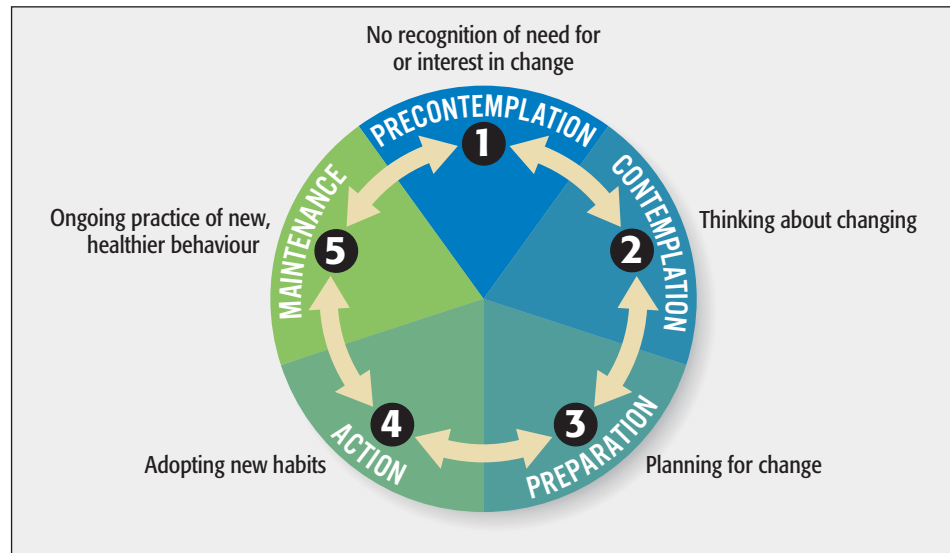 No recognition of need for
or interest in change
PRECONTEMPLATION
1
CONTEMPLATION
2
Thinking about changing
PREPARATION
3
Planning for change
ACTION
4
Adopting new habits
MAINTENANCE
5
Ongoing practice of new,
healthier behaviour